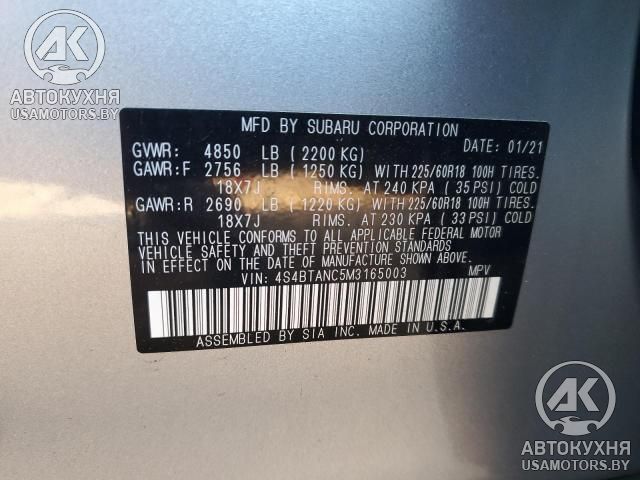 AK
АВТОКУХНЯ
USAMOTORS.BY
MFD BY SUBARU CORPORATION
GVWR: 4850 LB ( 2200 KG) DATE: 01/21
GAWR:F 2756 LB ( 1250 KG) WITH 225/60R18 100H TIRES.
18X7J RIMS. AT 240 KPA ( 35 PSI) COLD
GAWR:R 2690 LB ( 1220 KG) WITH 225/60R18 100H TIRES.
18X7J RIMS. AT 230 KPA ( 33 PSI) COLD
THIS VEHICLE CONFORMS TO ALL APPLICABLE FEDERAL MOTOR
VEHICLE SAFETY AND THEFT PREVENTION STANDARDS IN
EFFECT ON THE DATE OF MANUFACTURE SHOWN ABOVE.
VIN: 4S4BTANC5M3165003 MPV
ASSEMBLED BY SIA INC. MADE IN U.S.A.
AK
АВТОКУХНЯ
USAMOTORS.BY